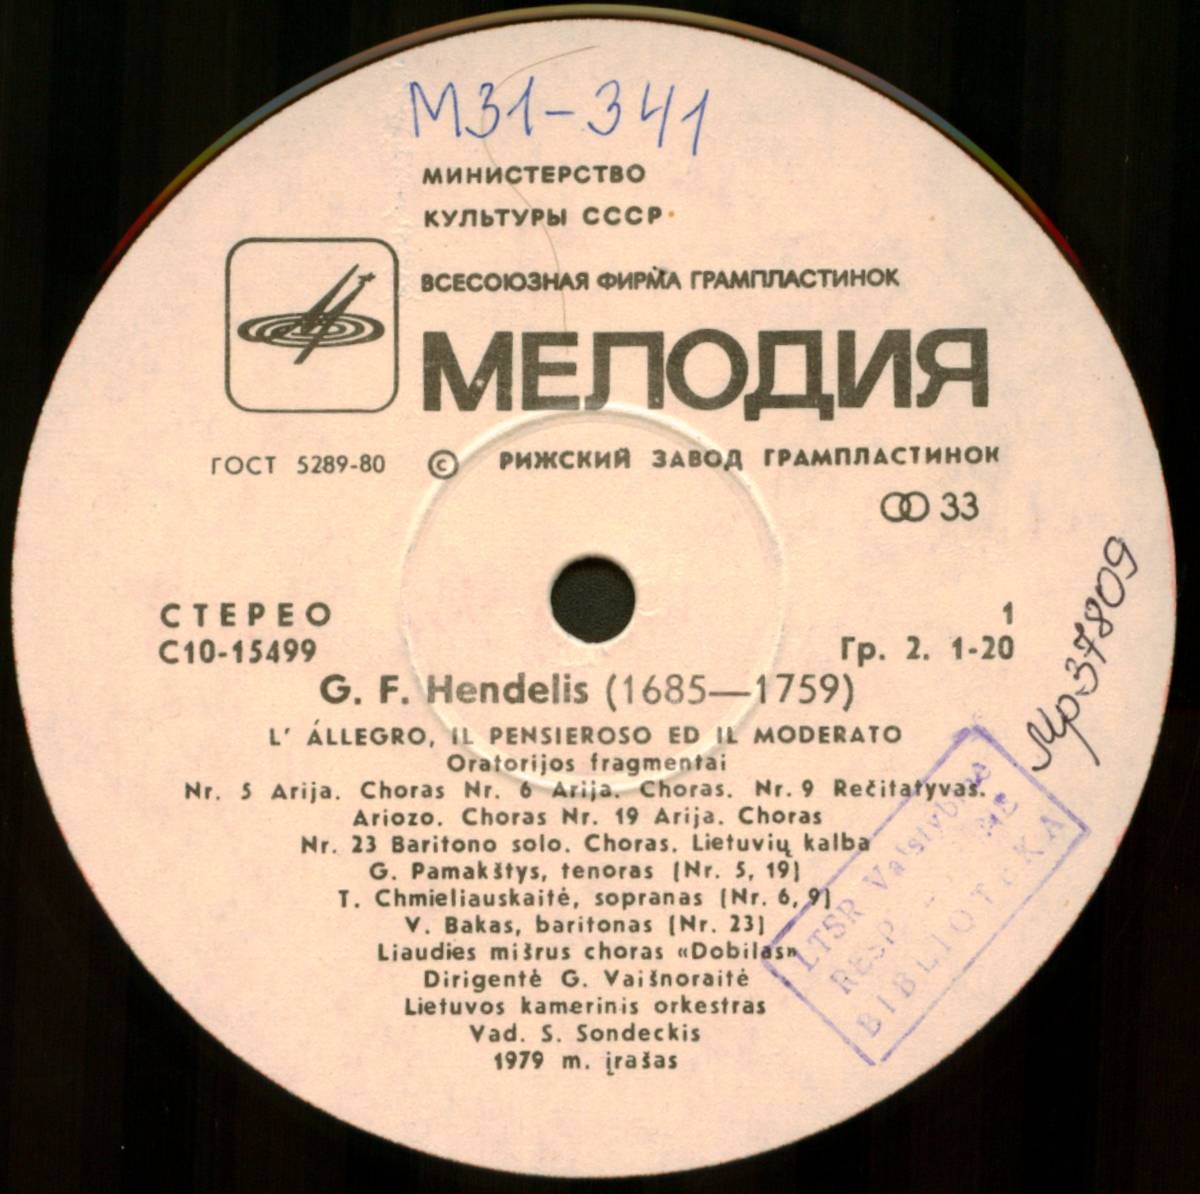 М31-341
МИНИСТЕРСТВО
КУЛЬТУРЫ СССР
ВСЕСОЮЗНАЯ ФИРМА ГРАМПЛАСТИНОК
МЕЛОДИЯ
ГОСТ 5289-80 © РИЖСКИЙ ЗАВОД ГРАМПЛАСТИНОК
33
СТЕРЕО 1
С10-15499 Гр. 2. 1-20
G. F. Hendelis (1685—1759)
L' ÁLLEGRO, IL PENSIEROSO ED IL MODERATO
Oratorijos fragmentai
Nr. 5 Arija. Choras Nr. 6 Arija. Choras. Nr. 9 Rečitatyvas.
Ariozo. Choras Nr. 19 Arija. Choras
Nr. 23 Baritono solo. Choras. Lietuvių kalba
G. Pamakštys, tenoras (Nr. 5, 19)
T. Chmieliauskaitė, sopranas (Nr. 6, 9)
V. Bakas, baritonas (Nr. 23)
Liaudies mišrus choras «Dobilas»
Dirigentė G. Vaišnoraitė
Lietuvos kamerinis orkestras
Vad. S. Sondeckis
1979 m. įrašas
Мр37809
LTSR Valstybinė
BIBLIOTEKA